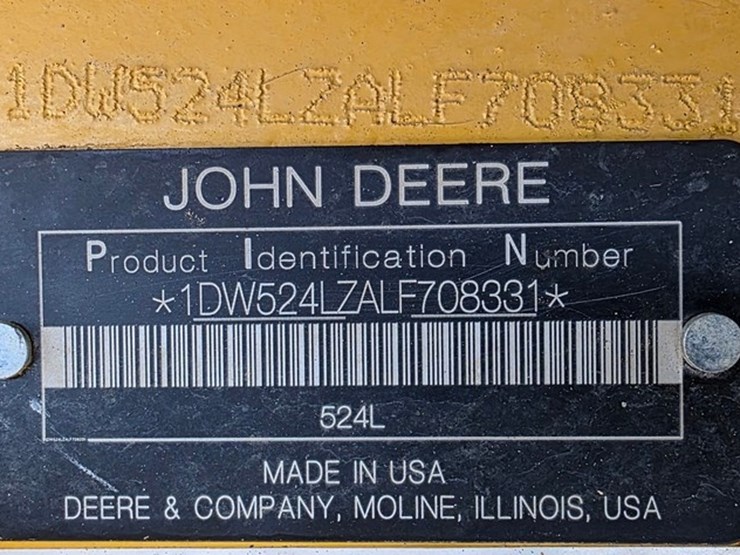 1DW524LZALF708331
JOHN DEERE
Product Identification Number
*1DW524LZALF708331*
524L
MADE IN USA
DEERE & COMPANY, MOLINE, ILLINOIS, USA